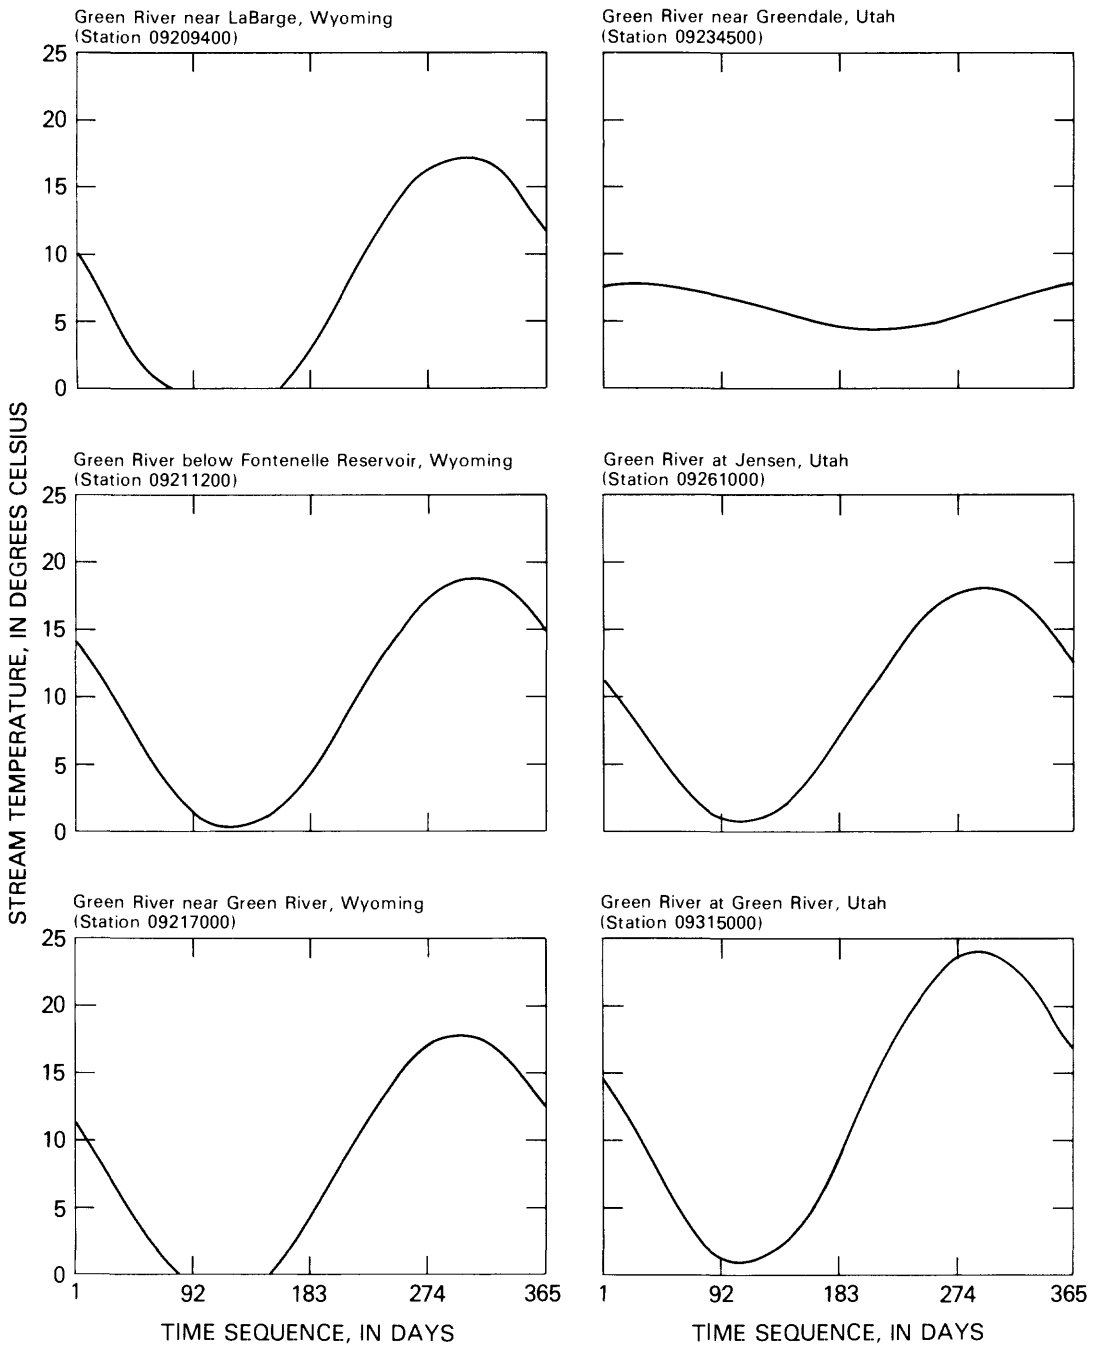 Green River near LaBarge, Wyoming
(Station 09209400)
25
20
15
10
5
0
Green River near Greendale, Utah
(Station 09234500)
STREAM TEMPERATURE, IN DEGREES CELSIUS
Green River below Fontenelle Reservoir, Wyoming
(Station 09211200)
25
20
15
10
5
0
Green River at Jensen, Utah
(Station 09261000)
Green River near Green River, Wyoming
(Station 09217000)
25
20
15
10
5
0
1 92 183 274 365
TIME SEQUENCE, IN DAYS
Green River at Green River, Utah
(Station 09315000)
1 92 183 274 365
TIME SEQUENCE, IN DAYS